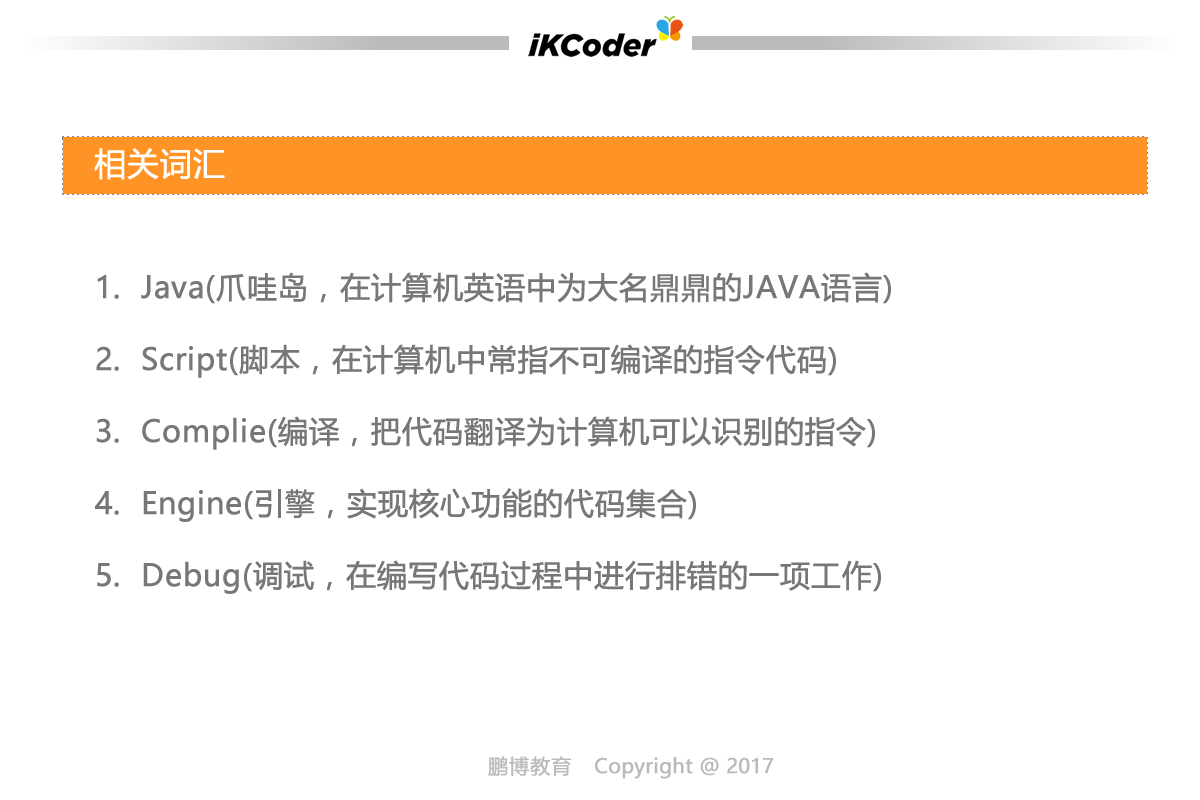 iKCoder
相关词汇
1. Java(爪哇岛，在计算机英语中为大名鼎鼎的JAVA语言)
2. Script(脚本，在计算机中常指不可编译的指令代码)
3. Complie(编译，把代码翻译为计算机可以识别的指令)
4. Engine(引擎，实现核心功能的代码集合)
5. Debug(调试，在编写代码过程中进行排错的一项工作)
鹏博教育 Copyright @ 2017